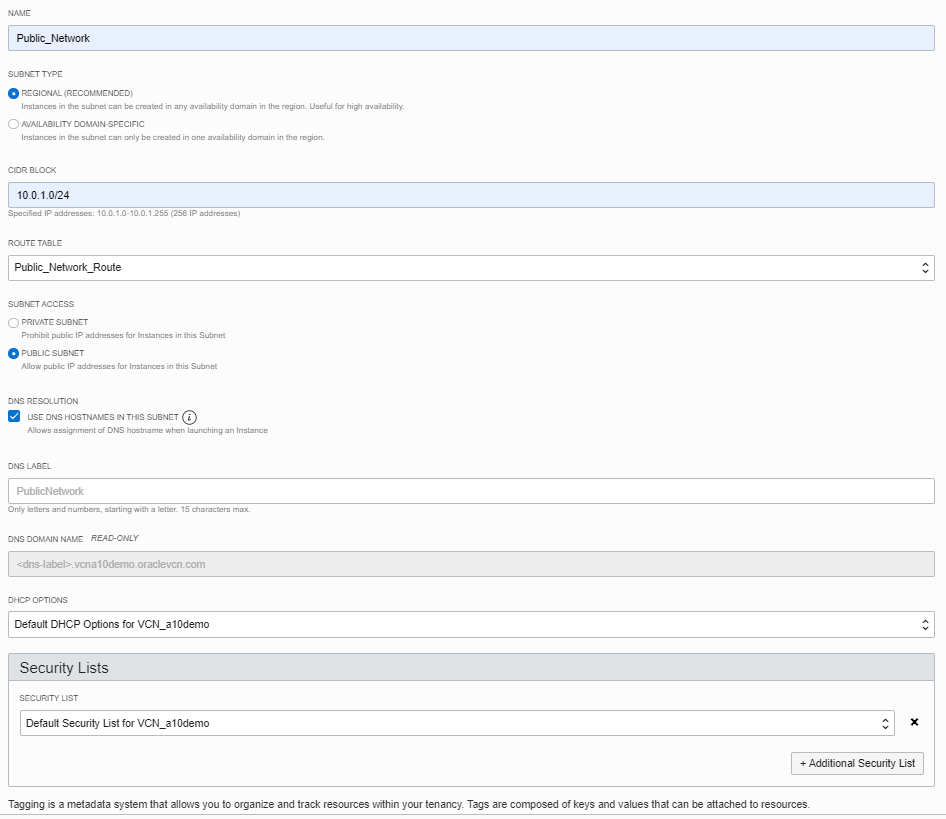 NAME
Public_Network
SUBNET TYPE
REGIONAL (RECOMMENDED)
Instances in the subnet can be created in any availability domain in the region. Useful for high availability.
AVAILABILITY DOMAIN-SPECIFIC
Instances in the subnet can only be created in one availability domain in the region.
CIDR BLOCK
10.0.1.0/24
Specified IP addresses: 10.0.1.0-10.0.1.255 (256 IP addresses)
ROUTE TABLE
Public_Network_Route
SUBNET ACCESS
PRIVATE SUBNET
Prohibit public IP addresses for Instances in this Subnet
PUBLIC SUBNET
Allow public IP addresses for Instances in this Subnet
DNS RESOLUTION
USE DNS HOSTNAMES IN THIS SUBNET i
Allows assignment of DNS hostname when launching an Instance
DNS LABEL
PublicNetwork
Only letters and numbers, starting with a letter. 15 characters max.
DNS DOMAIN NAME READ-ONLY
<dns-label>.vcna10demo.oraclevcn.com
DHCP OPTIONS
Default DHCP Options for VCN_a10demo
Security Lists
SECURITY LIST
Default Security List for VCN_a10demo
+ Additional Security List
Tagging is a metadata system that allows you to organize and track resources within your tenancy. Tags are composed of keys and values that can be attached to resources.